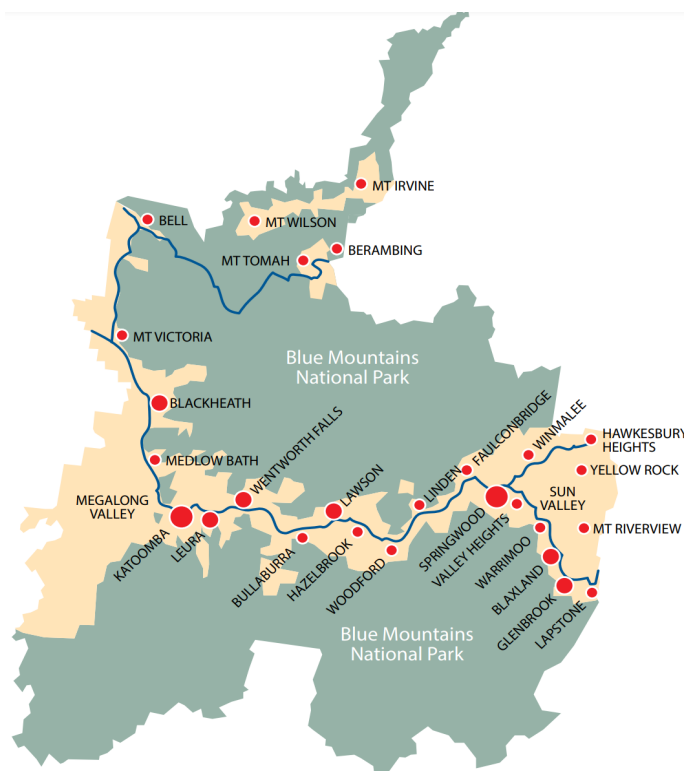 MT IRVINE
BELL
MT WILSON
BERAMBING
MT TOMAH
MT VICTORIA
Blue Mountains
National Park
BLACKHEATH
WENTWORTH FALLS
FAULCONBRIDGE
WINMALEE
HAWKESBURY
HEIGHTS
MEDLOW BATH
LAWSON
LINDEN
YELLOW ROCK
MEGALONG
VALLEY
SUN
VALLEY
KATOOMBA
LEURA
BULLABURRA
HAZELBROOK
WOODFORD
SPRINGWOOD
VALLEY HEIGHTS
WARRIMOO
MT RIVERVIEW
BLAXLAND
GLENBROOK
LAPSTONE
Blue Mountains
National Park